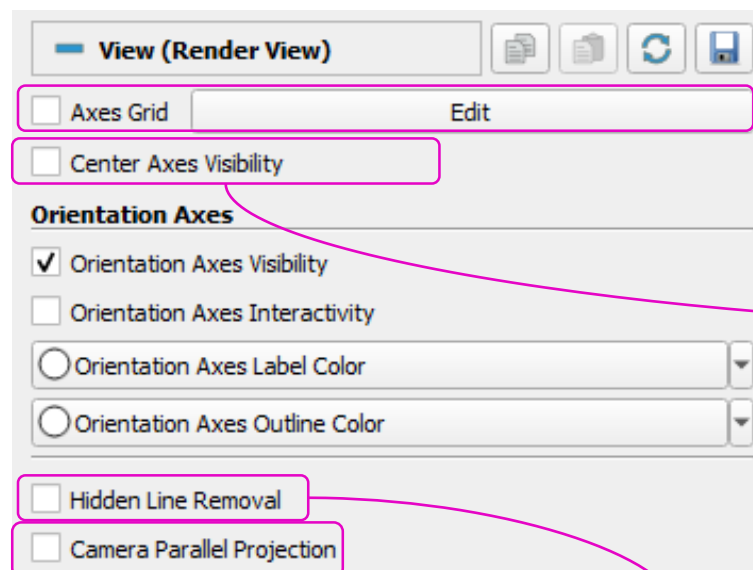 View (Render View)
Axes Grid Edit
Center Axes Visibility
Orientation Axes
Orientation Axes Visibility
Orientation Axes Interactivity
Orientation Axes Label Color
Orientation Axes Outline Color
Hidden Line Removal
Camera Parallel Projection